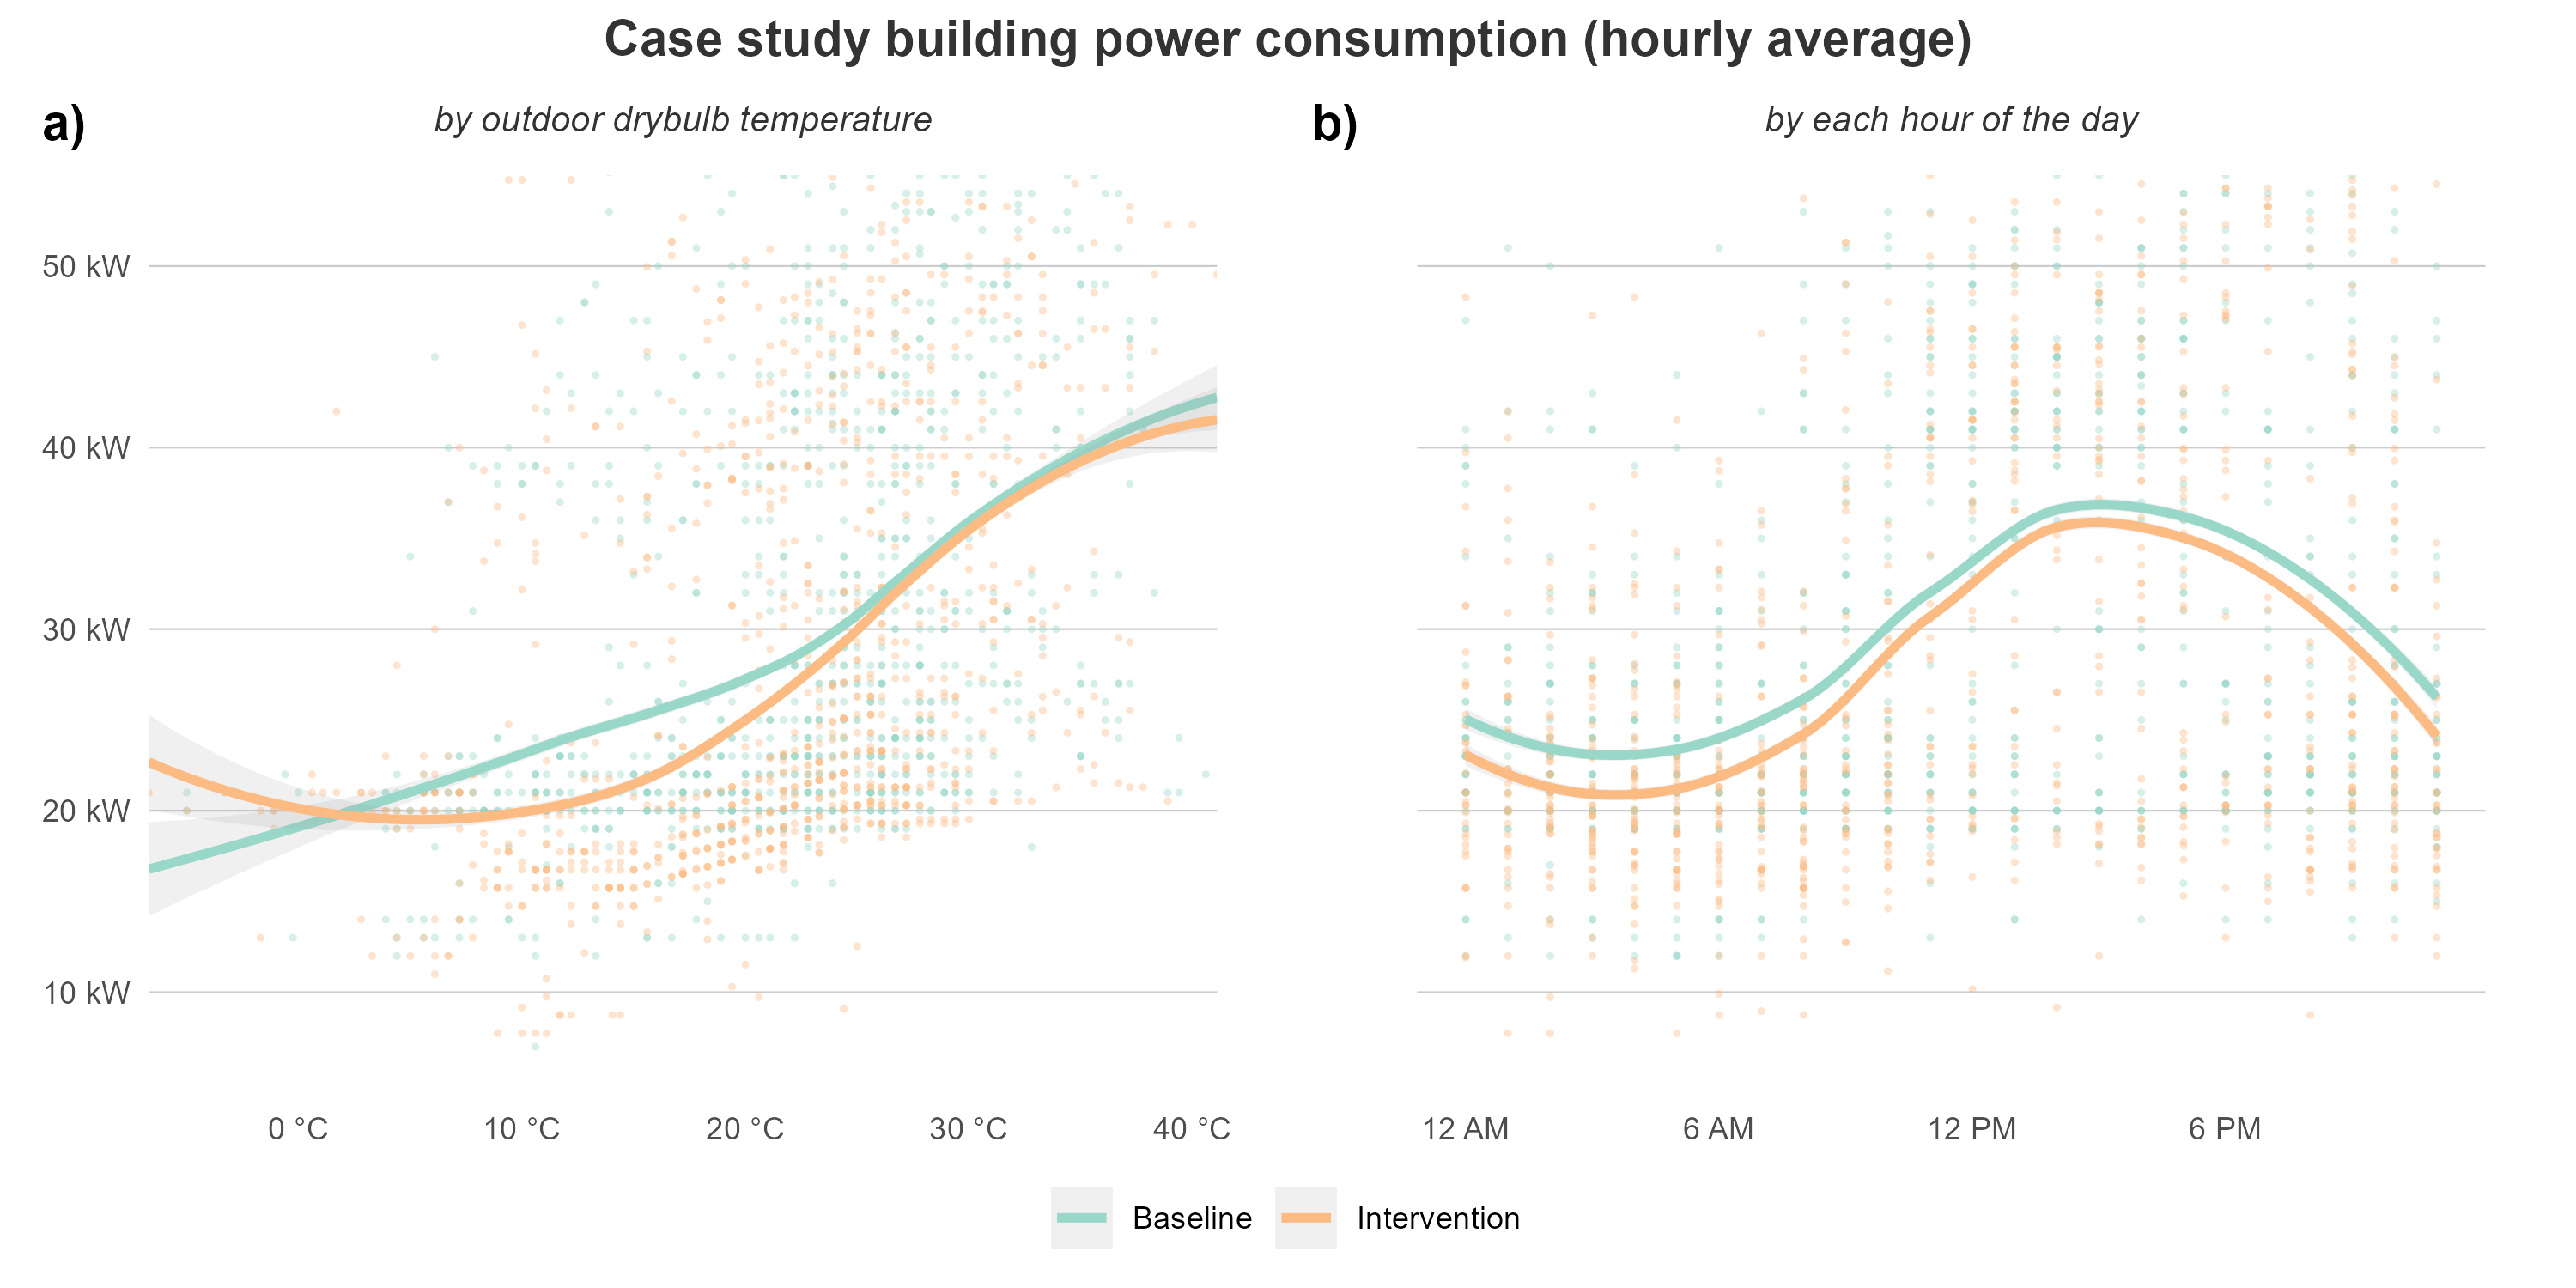 Case study building power consumption (hourly average)
a)
by outdoor drybulb temperature
50 kW
40 kW
30 kW
20 kW
10 kW
0 °C
10 °C
20 °C
30 °C
40 °C
b)
by each hour of the day
12 AM
6 AM
12 PM
6 PM
Baseline
Intervention